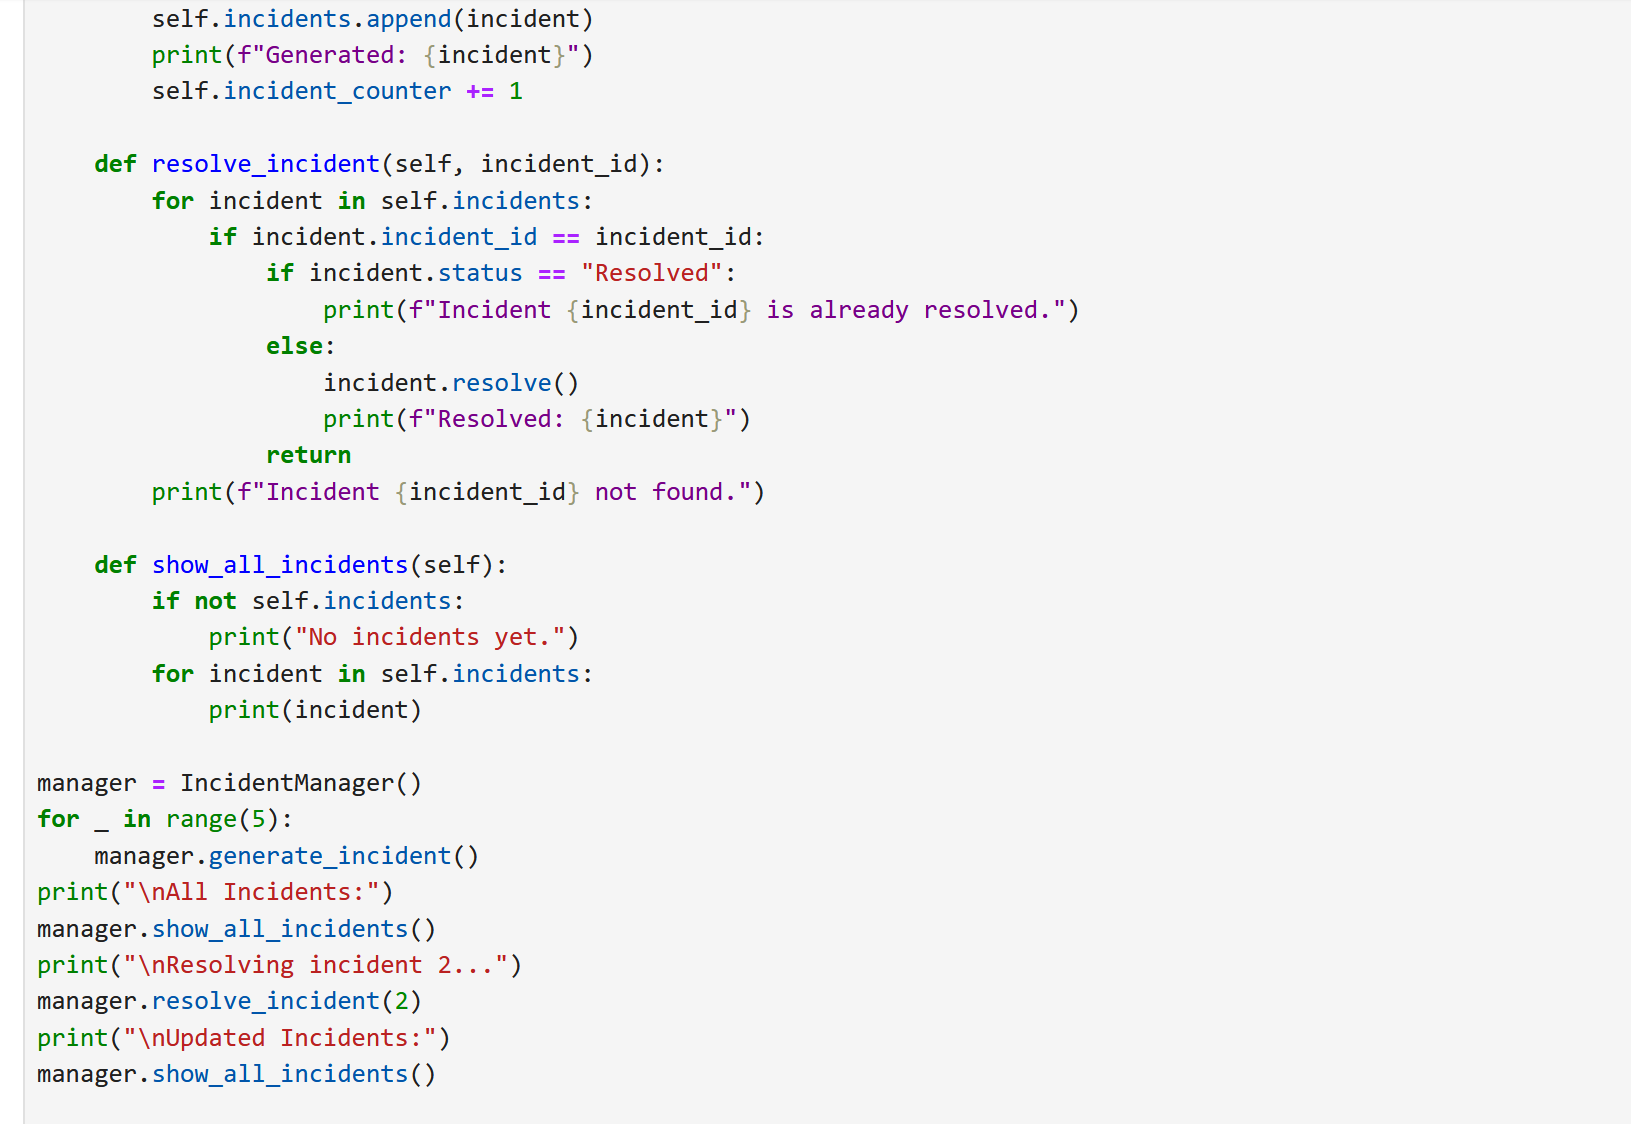 self.incidents.append(incident)
        print(f"Generated: {incident}")
        self.incident_counter += 1

    def resolve_incident(self, incident_id):
        for incident in self.incidents:
            if incident.incident_id == incident_id:
                if incident.status == "Resolved":
                    print(f"Incident {incident_id} is already resolved.")
                else:
                    incident.resolve()
                    print(f"Resolved: {incident}")
                return
        print(f"Incident {incident_id} not found.")

    def show_all_incidents(self):
        if not self.incidents:
            print("No incidents yet.")
        for incident in self.incidents:
            print(incident)

manager = IncidentManager()
for _ in range(5):
    manager.generate_incident()
print("\nAll Incidents:")
manager.show_all_incidents()
print("\nResolving incident 2...")
manager.resolve_incident(2)
print("\nUpdated Incidents:")
manager.show_all_incidents()